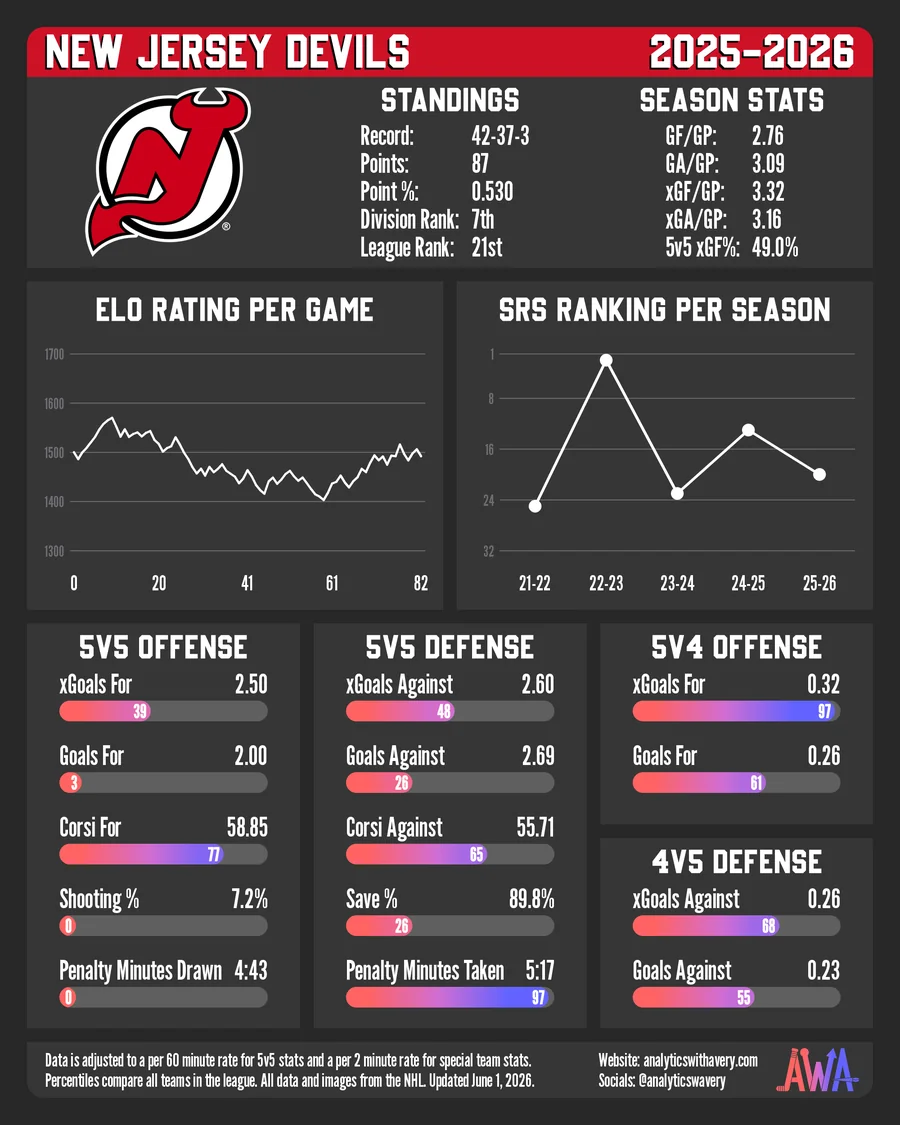 NEW JERSEY DEVILS 2025-2026
STANDINGS
Record: 42-37-3
Points: 87
Point %: 0.530
Division Rank: 7th
League Rank: 21st
SEASON STATS
GF/GP: 2.76
GA/GP: 3.09
xGF/GP: 3.32
xGA/GP: 3.16
5v5 xGF%: 49.0%
NJ
®
ELO RATING PER GAME
1700
1600
1500
1400
1300
0 20 41 61 82
SRS RANKING PER SEASON
1
8
16
24
32
21-22 22-23 23-24 24-25 25-26
5V5 OFFENSE
xGoals For 2.50
39
Goals For 2.00
3
Corsi For 58.85
77
Shooting % 7.2%
0
Penalty Minutes Drawn 4:43
0
5V5 DEFENSE
xGoals Against 2.60
48
Goals Against 2.69
26
Corsi Against 55.71
65
Save % 89.8%
26
Penalty Minutes Taken 5:17
97
5V4 OFFENSE
xGoals For 0.32
97
Goals For 0.26
61
4V5 DEFENSE
xGoals Against 0.26
68
Goals Against 0.23
55
Data is adjusted to a per 60 minute rate for 5v5 stats and a per 2 minute rate for special team stats.
Percentiles compare all teams in the league. All data and images from the NHL. Updated June 1, 2026.
Website: analyticswithavery.com
Socials: @analyticswavery
AWA